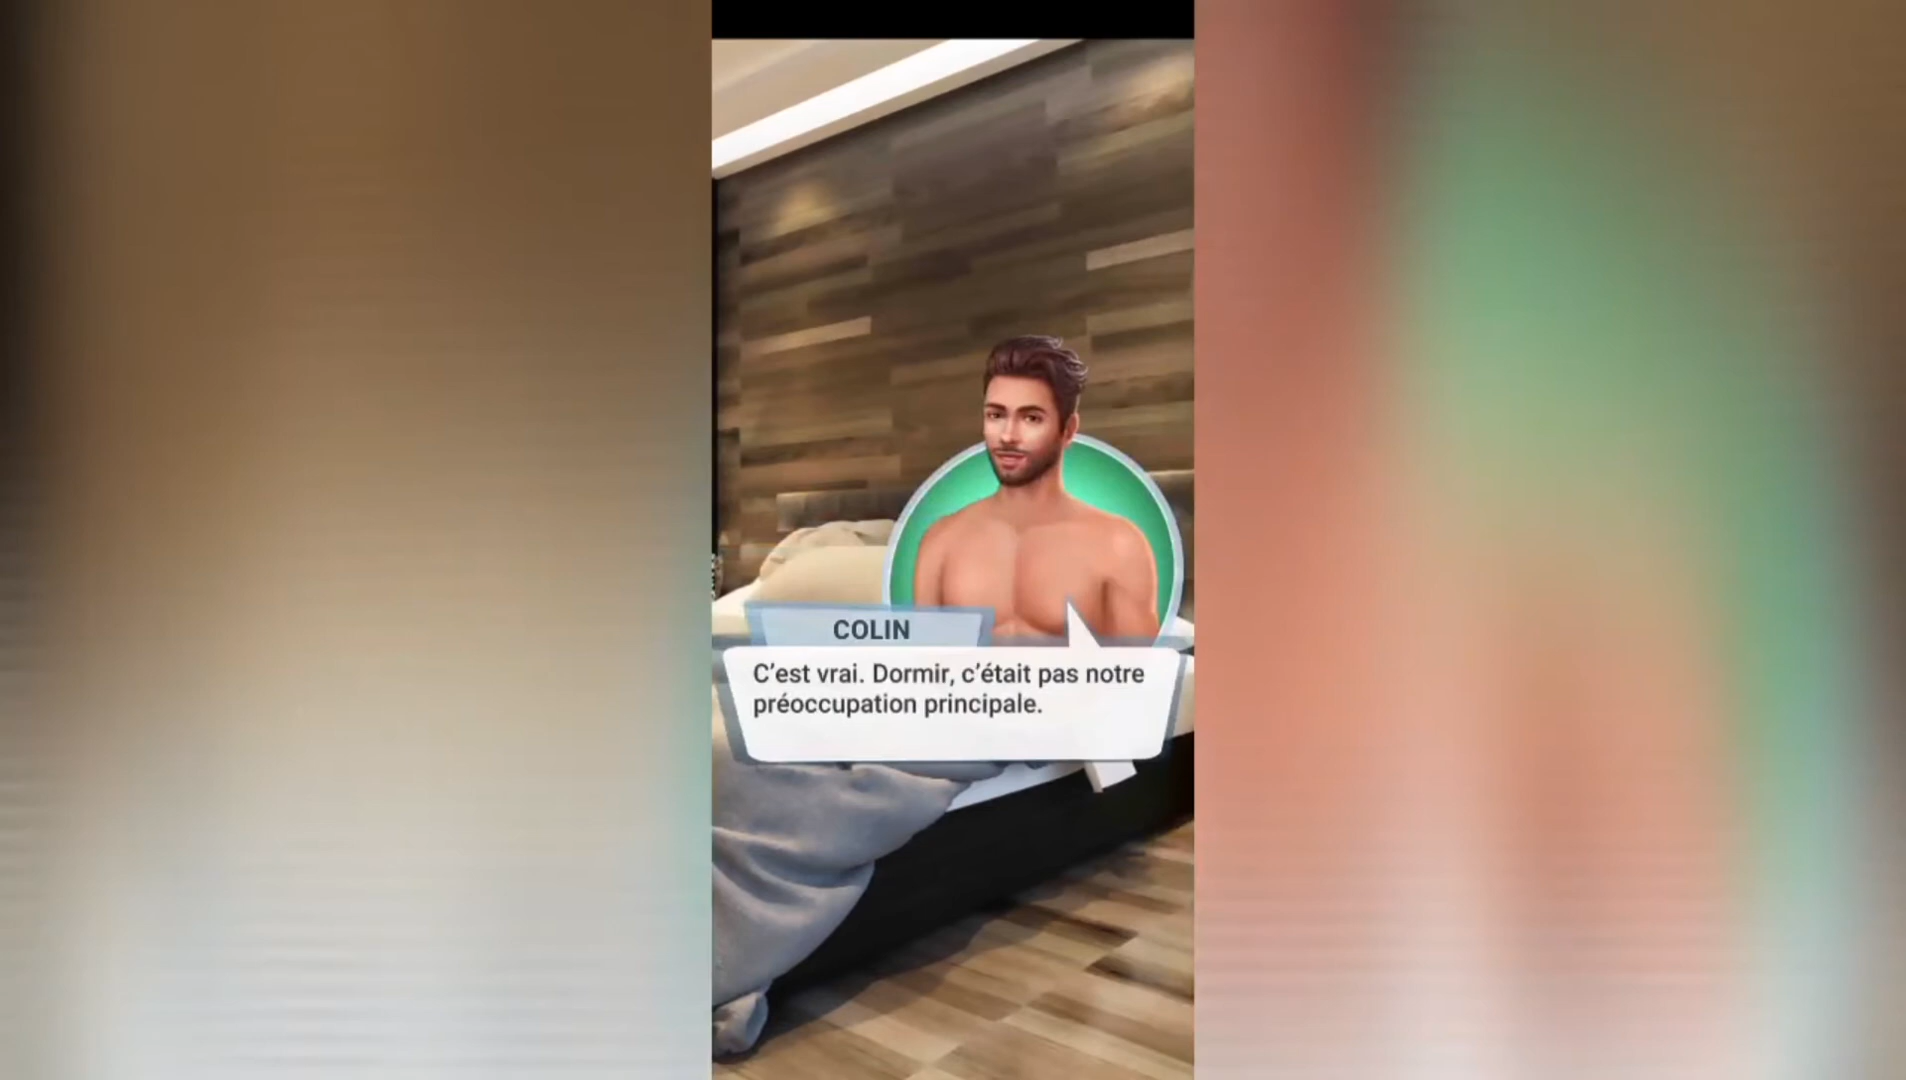 COLIN
C’est vrai. Dormir, c’était pas notre
préoccupation principale.